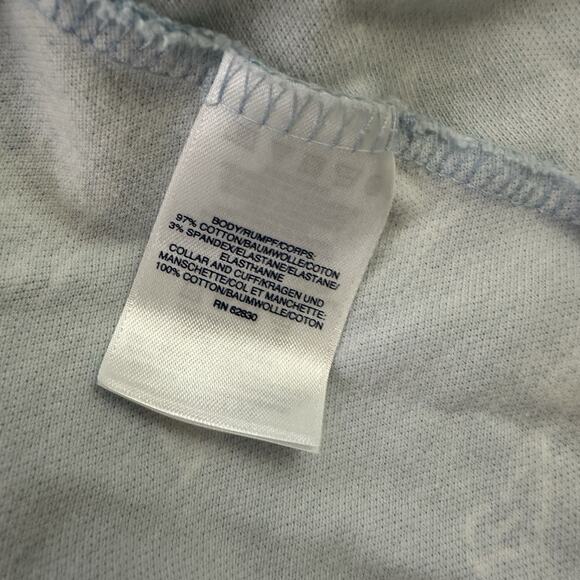 BODY/RUMPF/CORPS:
97% COTTON/BAUMWOLLE/COTON
3% SPANDEX/ELASTANE/ELASTANE/
ELASTHANNE
COLLAR AND CUFF/KRAGEN UND
MANSCHETTE/COL ET MANCHETTE:
100% COTTON/BAUMWOLLE/COTON
RN 62630